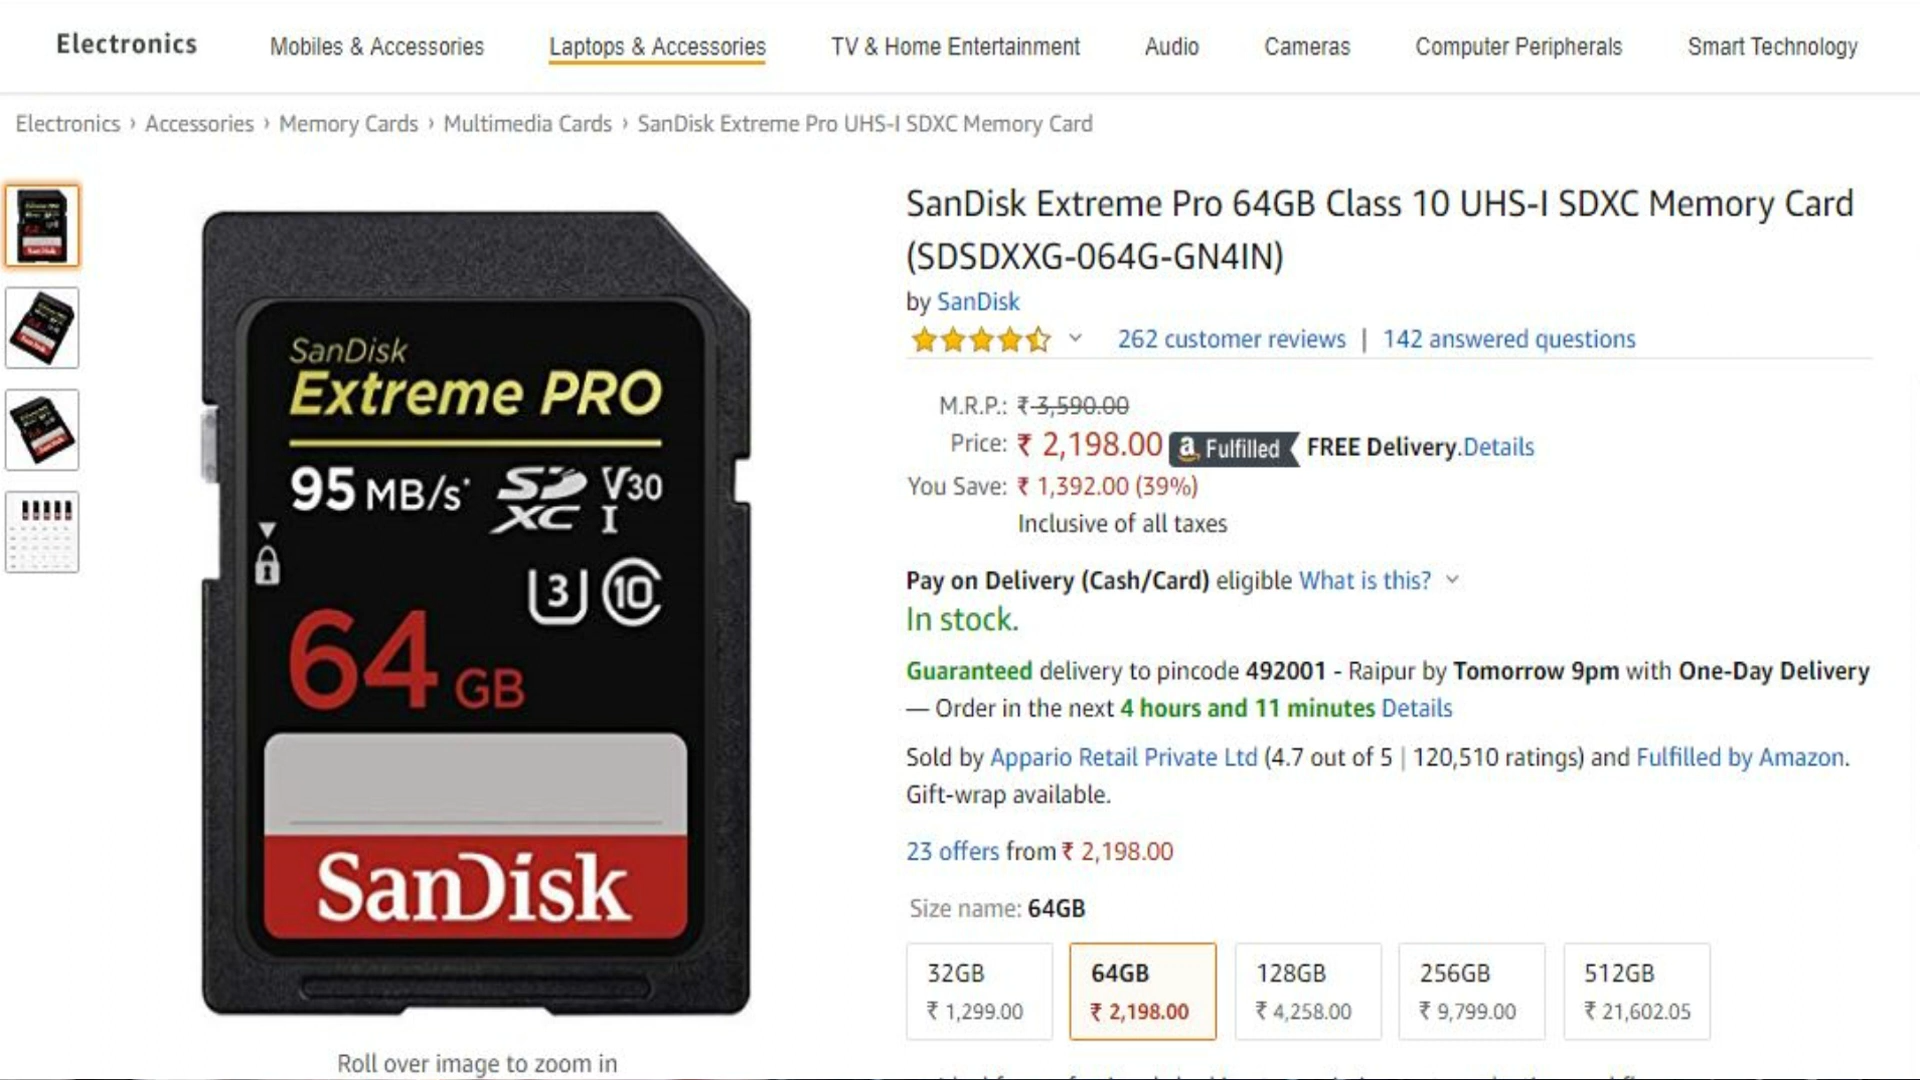 Electronics Mobiles & Accessories Laptops & Accessories TV & Home Entertainment Audio Cameras Computer Peripherals Smart Technology
Electronics › Accessories › Memory Cards › Multimedia Cards › SanDisk Extreme Pro UHS-I SDXC Memory Card
SanDisk
Extreme PRO
95 MB/s* SD XC V30 I
3 10
64 GB
SanDisk
Roll over image to zoom in
SanDisk Extreme Pro 64GB Class 10 UHS-I SDXC Memory Card
(SDSDXXG-064G-GN4IN)
by SanDisk
262 customer reviews | 142 answered questions
M.R.P.: ₹ 3,590.00
Price: ₹ 2,198.00 a Fulfilled FREE Delivery.Details
You Save: ₹ 1,392.00 (39%)
Inclusive of all taxes
Pay on Delivery (Cash/Card) eligible What is this?
In stock.
Guaranteed delivery to pincode 492001 - Raipur by Tomorrow 9pm with One-Day Delivery
— Order in the next 4 hours and 11 minutes Details
Sold by Appario Retail Private Ltd (4.7 out of 5 | 120,510 ratings) and Fulfilled by Amazon.
Gift-wrap available.
23 offers from ₹ 2,198.00
Size name: 64GB
32GB 64GB 128GB 256GB 512GB
₹ 1,299.00 ₹ 2,198.00 ₹ 4,258.00 ₹ 9,799.00 ₹ 21,602.05